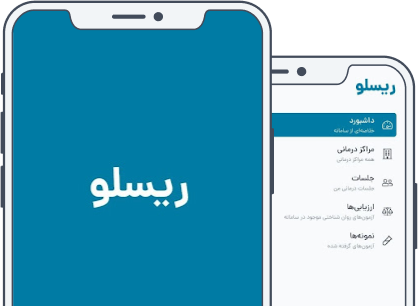 ریسلو
ریسلو
داشبورد
خلاصه‌ای از سامانه
مراکز درمانی
همه مراکز درمانی
جلسات
جلسات درمانی من
ارزیابی‌ها
آزمون‌های روان شناختی موجود در سامانه
نمونه‌ها
آزمون‌های گرفته شده